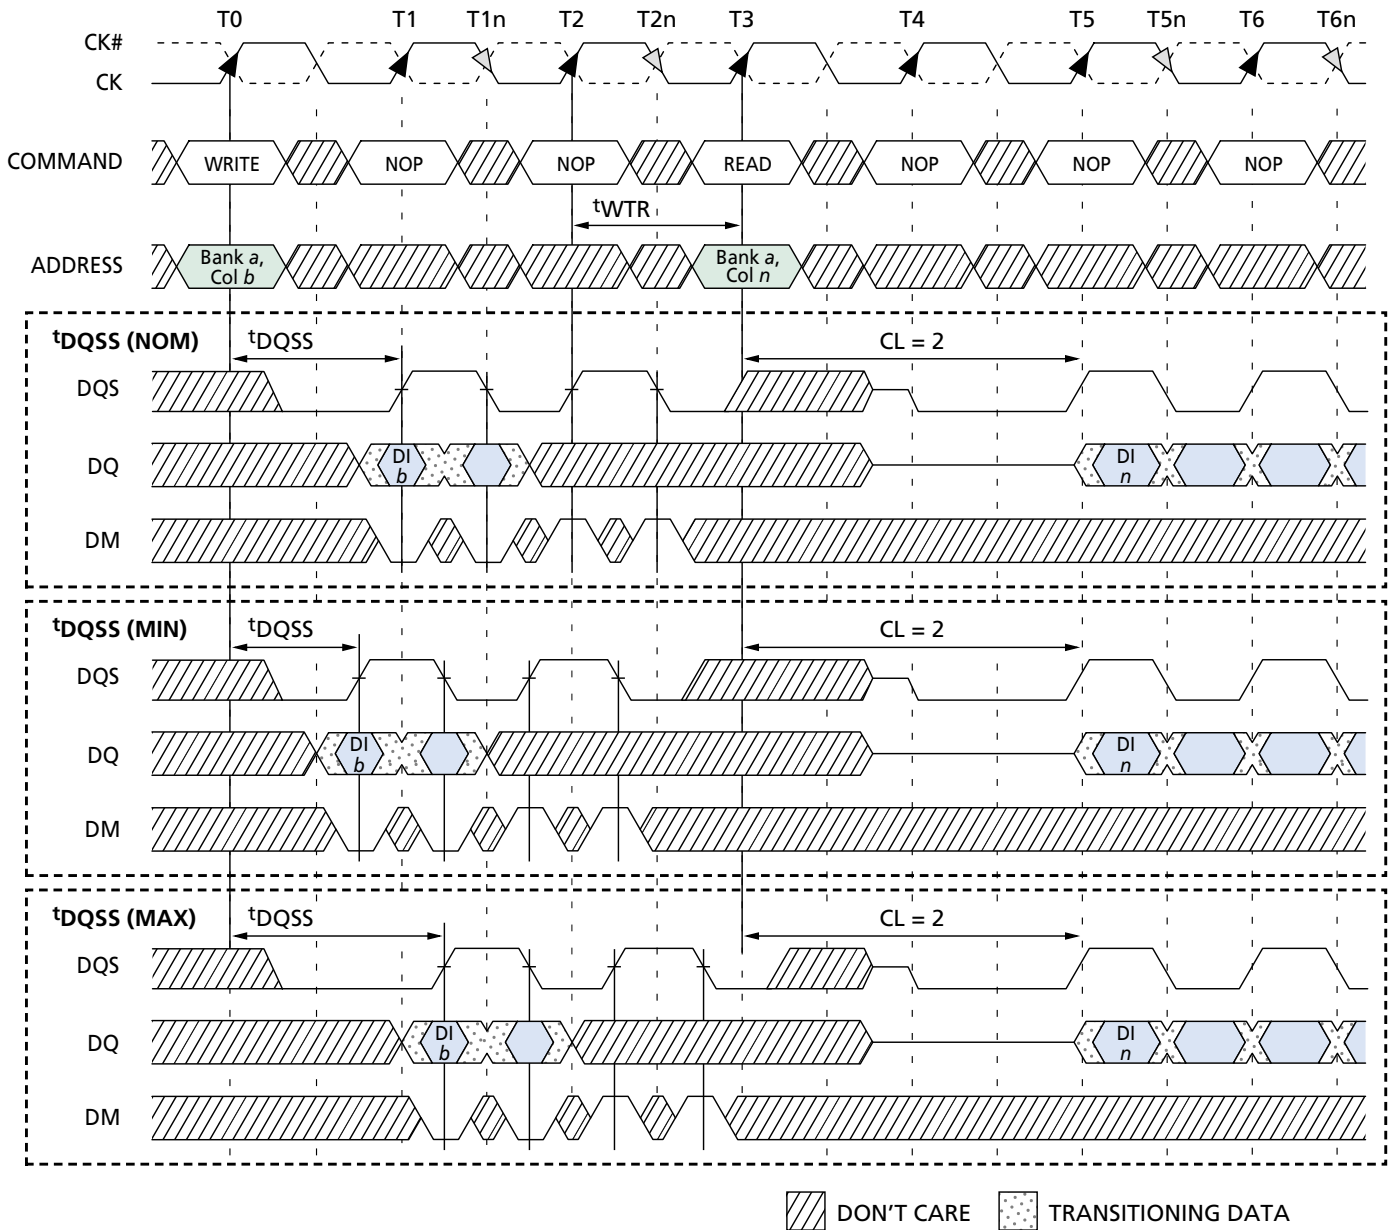 T0 T1 T1n T2 T2n T3 T4 T5 T5n T6 T6n
CK#
CK
COMMAND WRITE NOP NOP READ NOP NOP NOP
tWTR
ADDRESS Bank a, Col b Bank a, Col n
tDQSS (NOM) tDQSS CL = 2
DQS
DQ DI b DI n
DM
tDQSS (MIN) tDQSS CL = 2
DQS
DQ DI b DI n
DM
tDQSS (MAX) tDQSS CL = 2
DQS
DQ DI b DI n
DM
DON'T CARE TRANSITIONING DATA